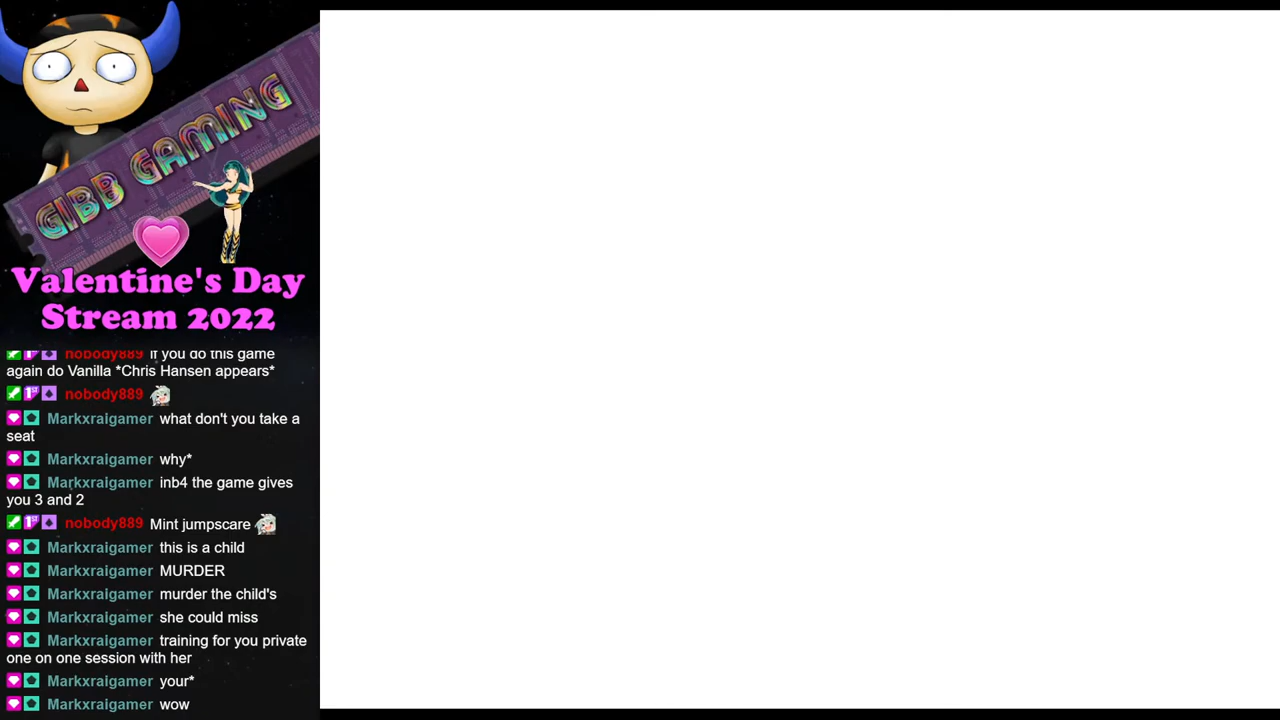 GIBB GAMING
Valentine's Day
Stream 2022
nobody889 If you do this game
again do Vanilla *Chris Hansen appears*
nobody889
Markxraigamer what don't you take a
seat
Markxraigamer why*
Markxraigamer inb4 the game gives
you 3 and 2
nobody889 Mint jumpscare
Markxraigamer this is a child
Markxraigamer MURDER
Markxraigamer murder the child's
Markxraigamer she could miss
Markxraigamer training for you private
one on one session with her
Markxraigamer your*
Markxraigamer wow